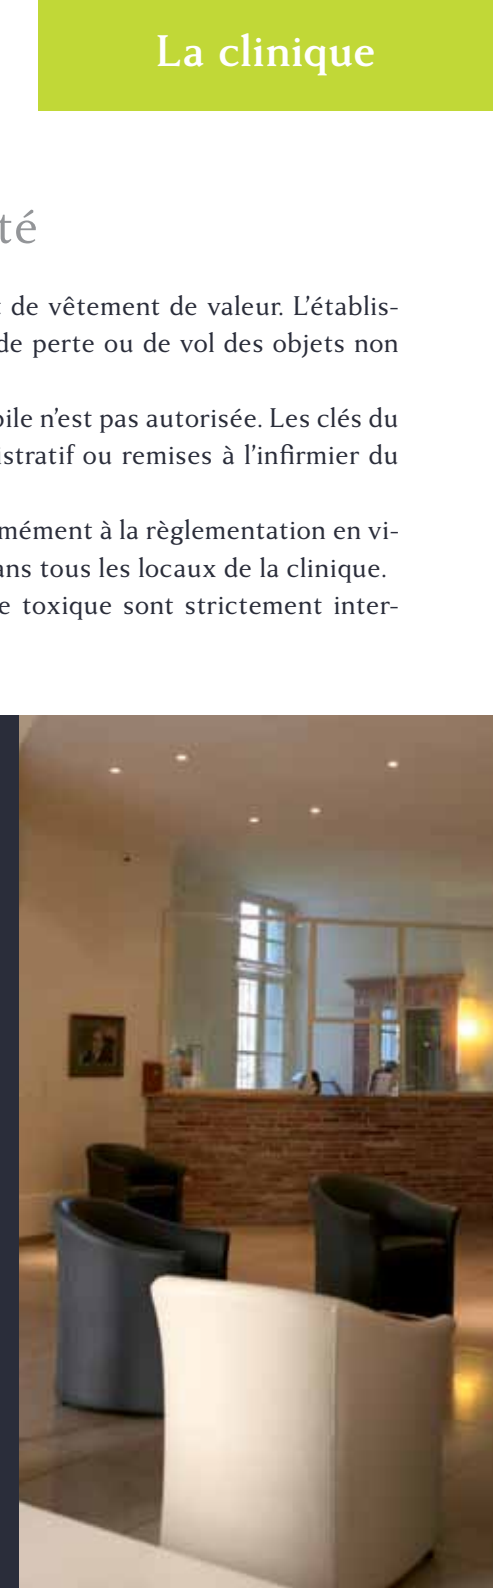 La clinique
té
de vêtement de valeur. L’établis-
de perte ou de vol des objets non
bile n’est pas autorisée. Les clés du
istratif ou remises à l’infirmier du
mément à la règlementation en vi-
ans tous les locaux de la clinique.
e toxique sont strictement inter-